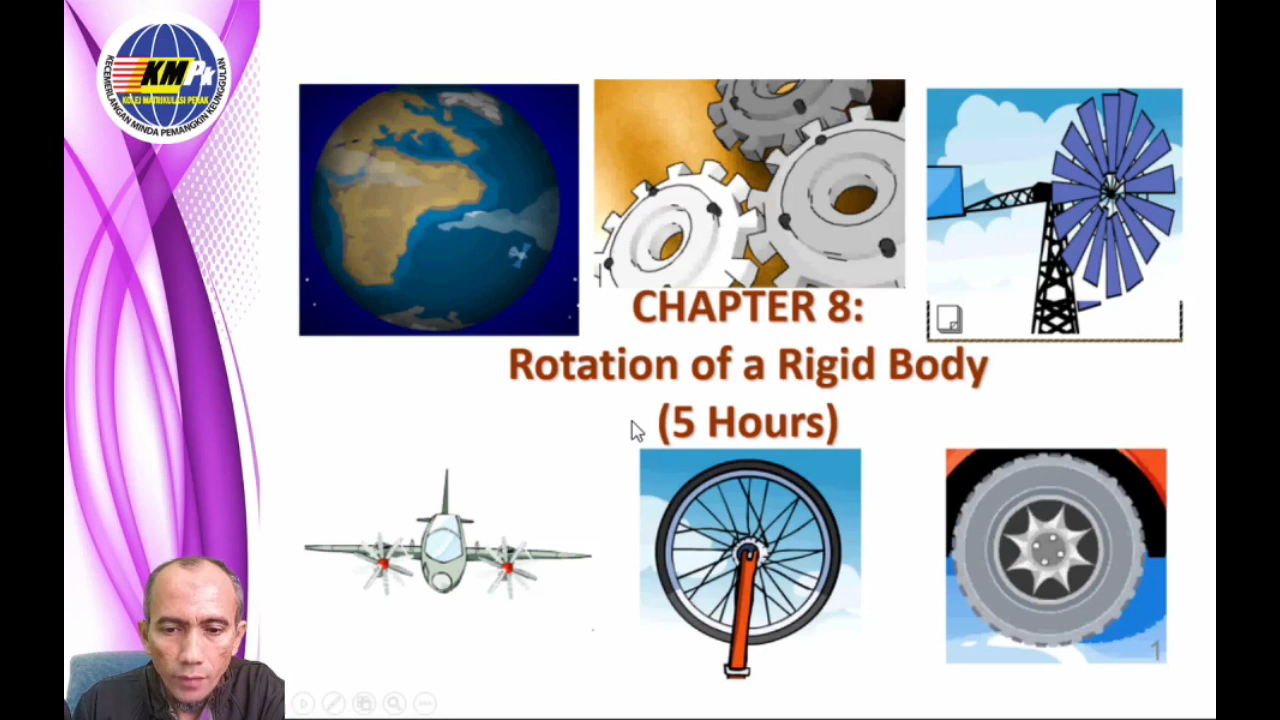 KECEMERLANGAN MINDA PEMANGKIN KEUNGGULAN
KMPk
KOLEJ MATRIKULASI PERAK
CHAPTER 8:
Rotation of a Rigid Body
(5 Hours)
1